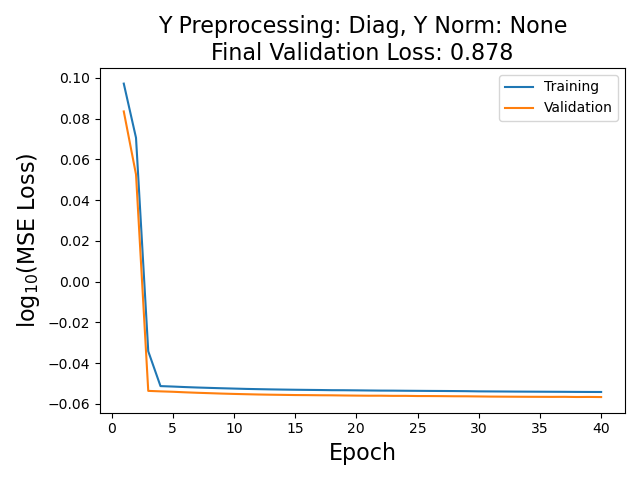 Y Preprocessing: Diag, Y Norm: None
Final Validation Loss: 0.878
Training
Validation
log₁₀(MSE Loss)
0.10
0.08
0.06
0.04
0.02
0.00
−0.02
−0.04
−0.06
0 5 10 15 20 25 30 35 40
Epoch